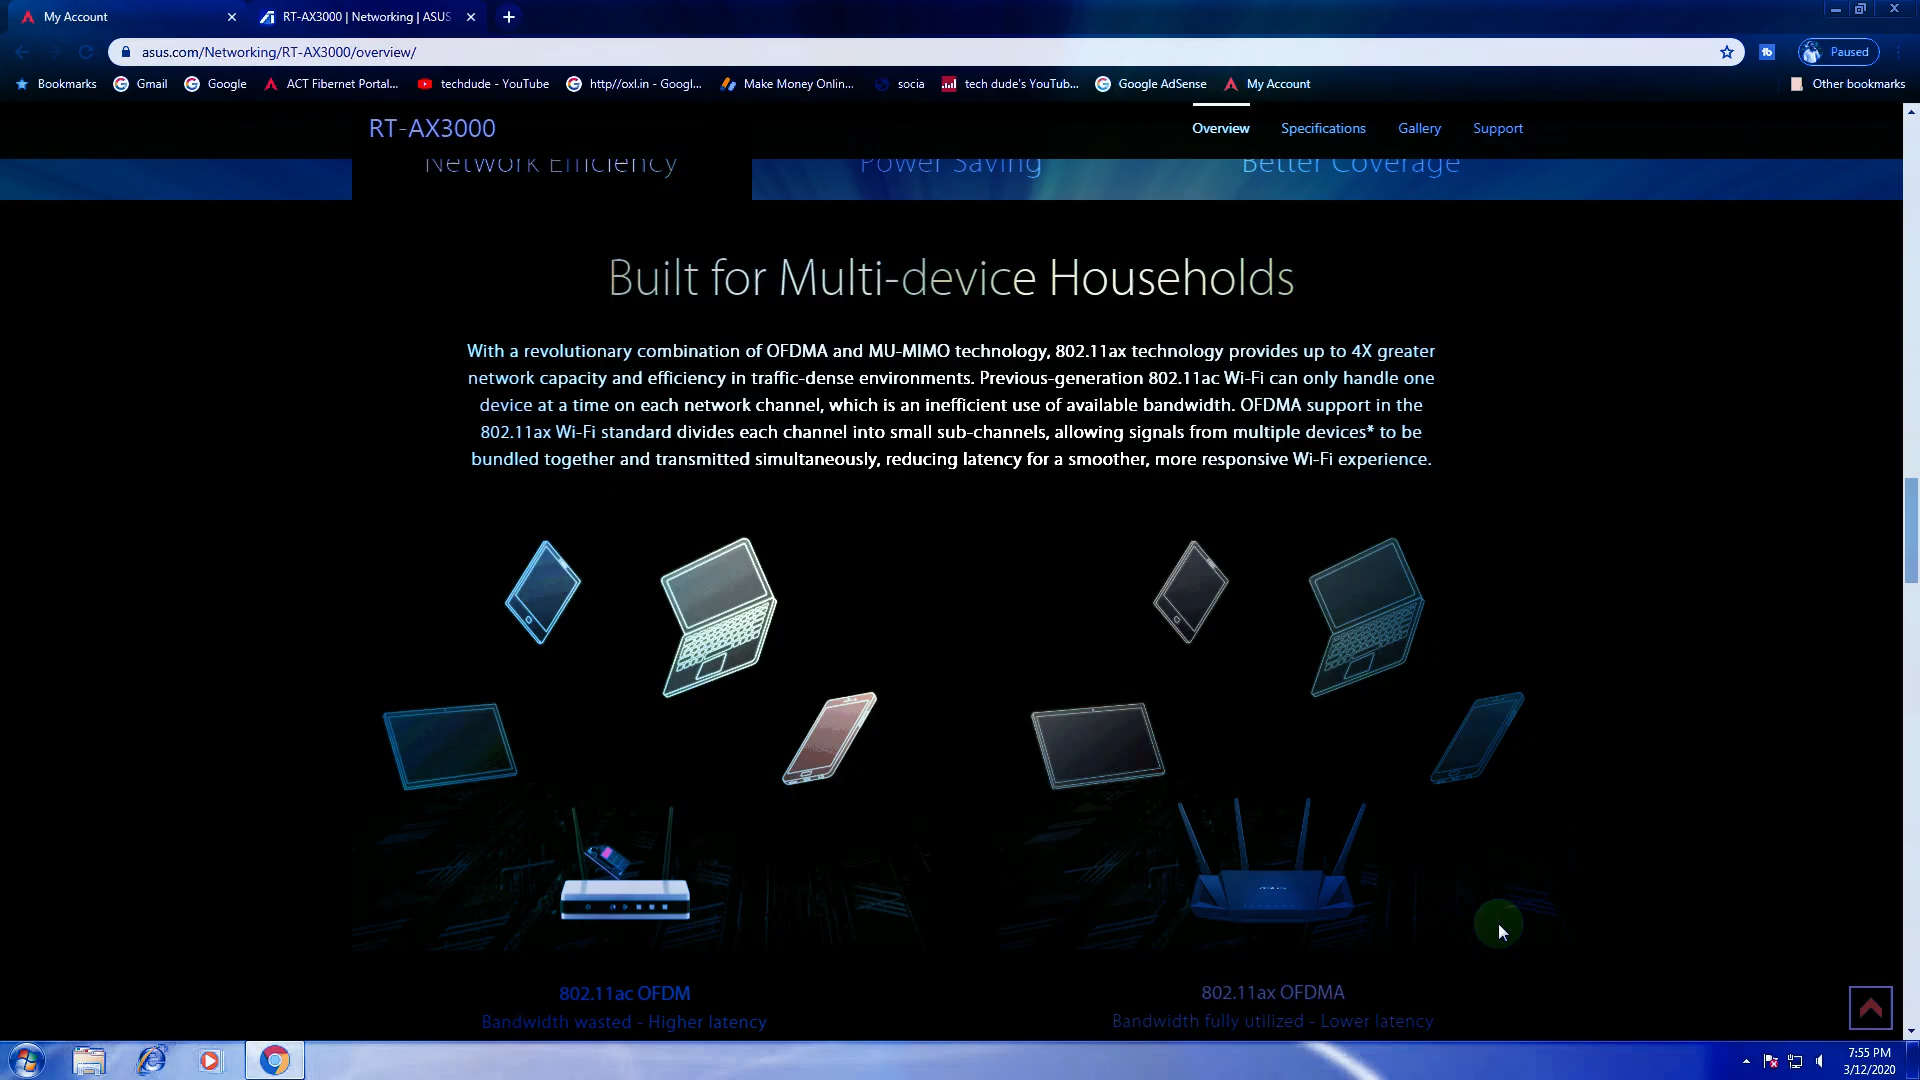 My Account
RT-AX3000 | Networking | ASUS
asus.com/Networking/RT-AX3000/overview/
Paused
Bookmarks
Gmail
Google
ACT Fibernet Portal...
techdude - YouTube
http//oxl.in - Googl...
Make Money Onlin...
socia
tech dude's YouTub...
Google AdSense
My Account
Other bookmarks
RT-AX3000
Overview
Specifications
Gallery
Support
Network Efficiency
Power Saving
Better Coverage
Built for Multi-device Households
With a revolutionary combination of OFDMA and MU-MIMO technology, 802.11ax technology provides up to 4X greater
network capacity and efficiency in traffic-dense environments. Previous-generation 802.11ac Wi-Fi can only handle one
device at a time on each network channel, which is an inefficient use of available bandwidth. OFDMA support in the
802.11ax Wi-Fi standard divides each channel into small sub-channels, allowing signals from multiple devices* to be
bundled together and transmitted simultaneously, reducing latency for a smoother, more responsive Wi-Fi experience.
802.11ac OFDM
Bandwidth wasted - Higher latency
802.11ax OFDMA
Bandwidth fully utilized - Lower latency
7:55 PM
3/12/2020